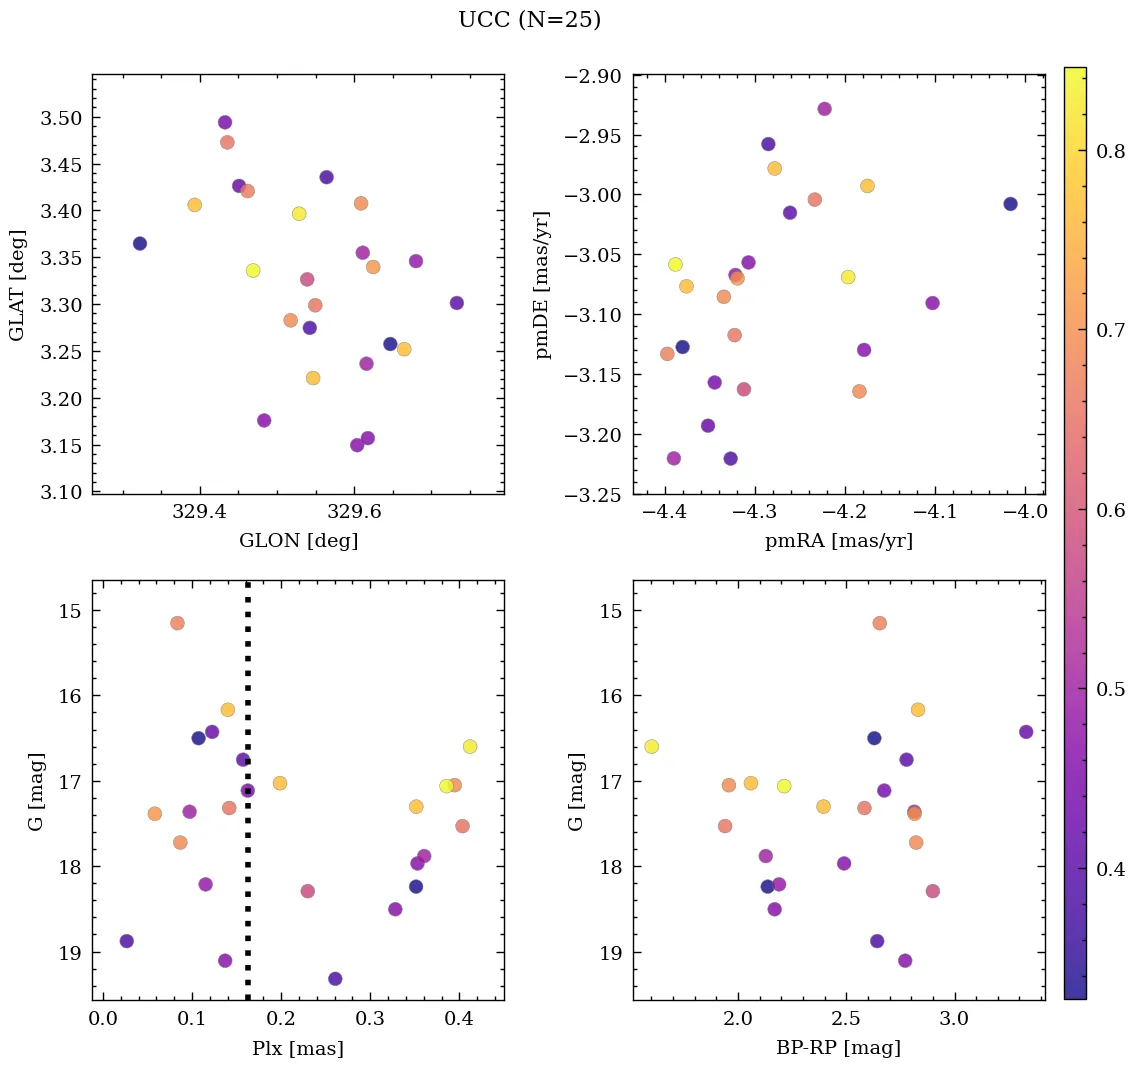 UCC (N=25)
3.50
3.45
3.40
3.35
3.30
3.25
3.20
3.15
3.10
GLAT [deg]
329.4 329.6
GLON [deg]
−2.90
−2.95
−3.00
−3.05
−3.10
−3.15
−3.20
−3.25
pmDE [mas/yr]
−4.4 −4.3 −4.2 −4.1 −4.0
pmRA [mas/yr]
15
16
17
18
19
G [mag]
0.0 0.1 0.2 0.3 0.4
Plx [mas]
15
16
17
18
19
G [mag]
2.0 2.5 3.0
BP-RP [mag]
0.8
0.7
0.6
0.5
0.4